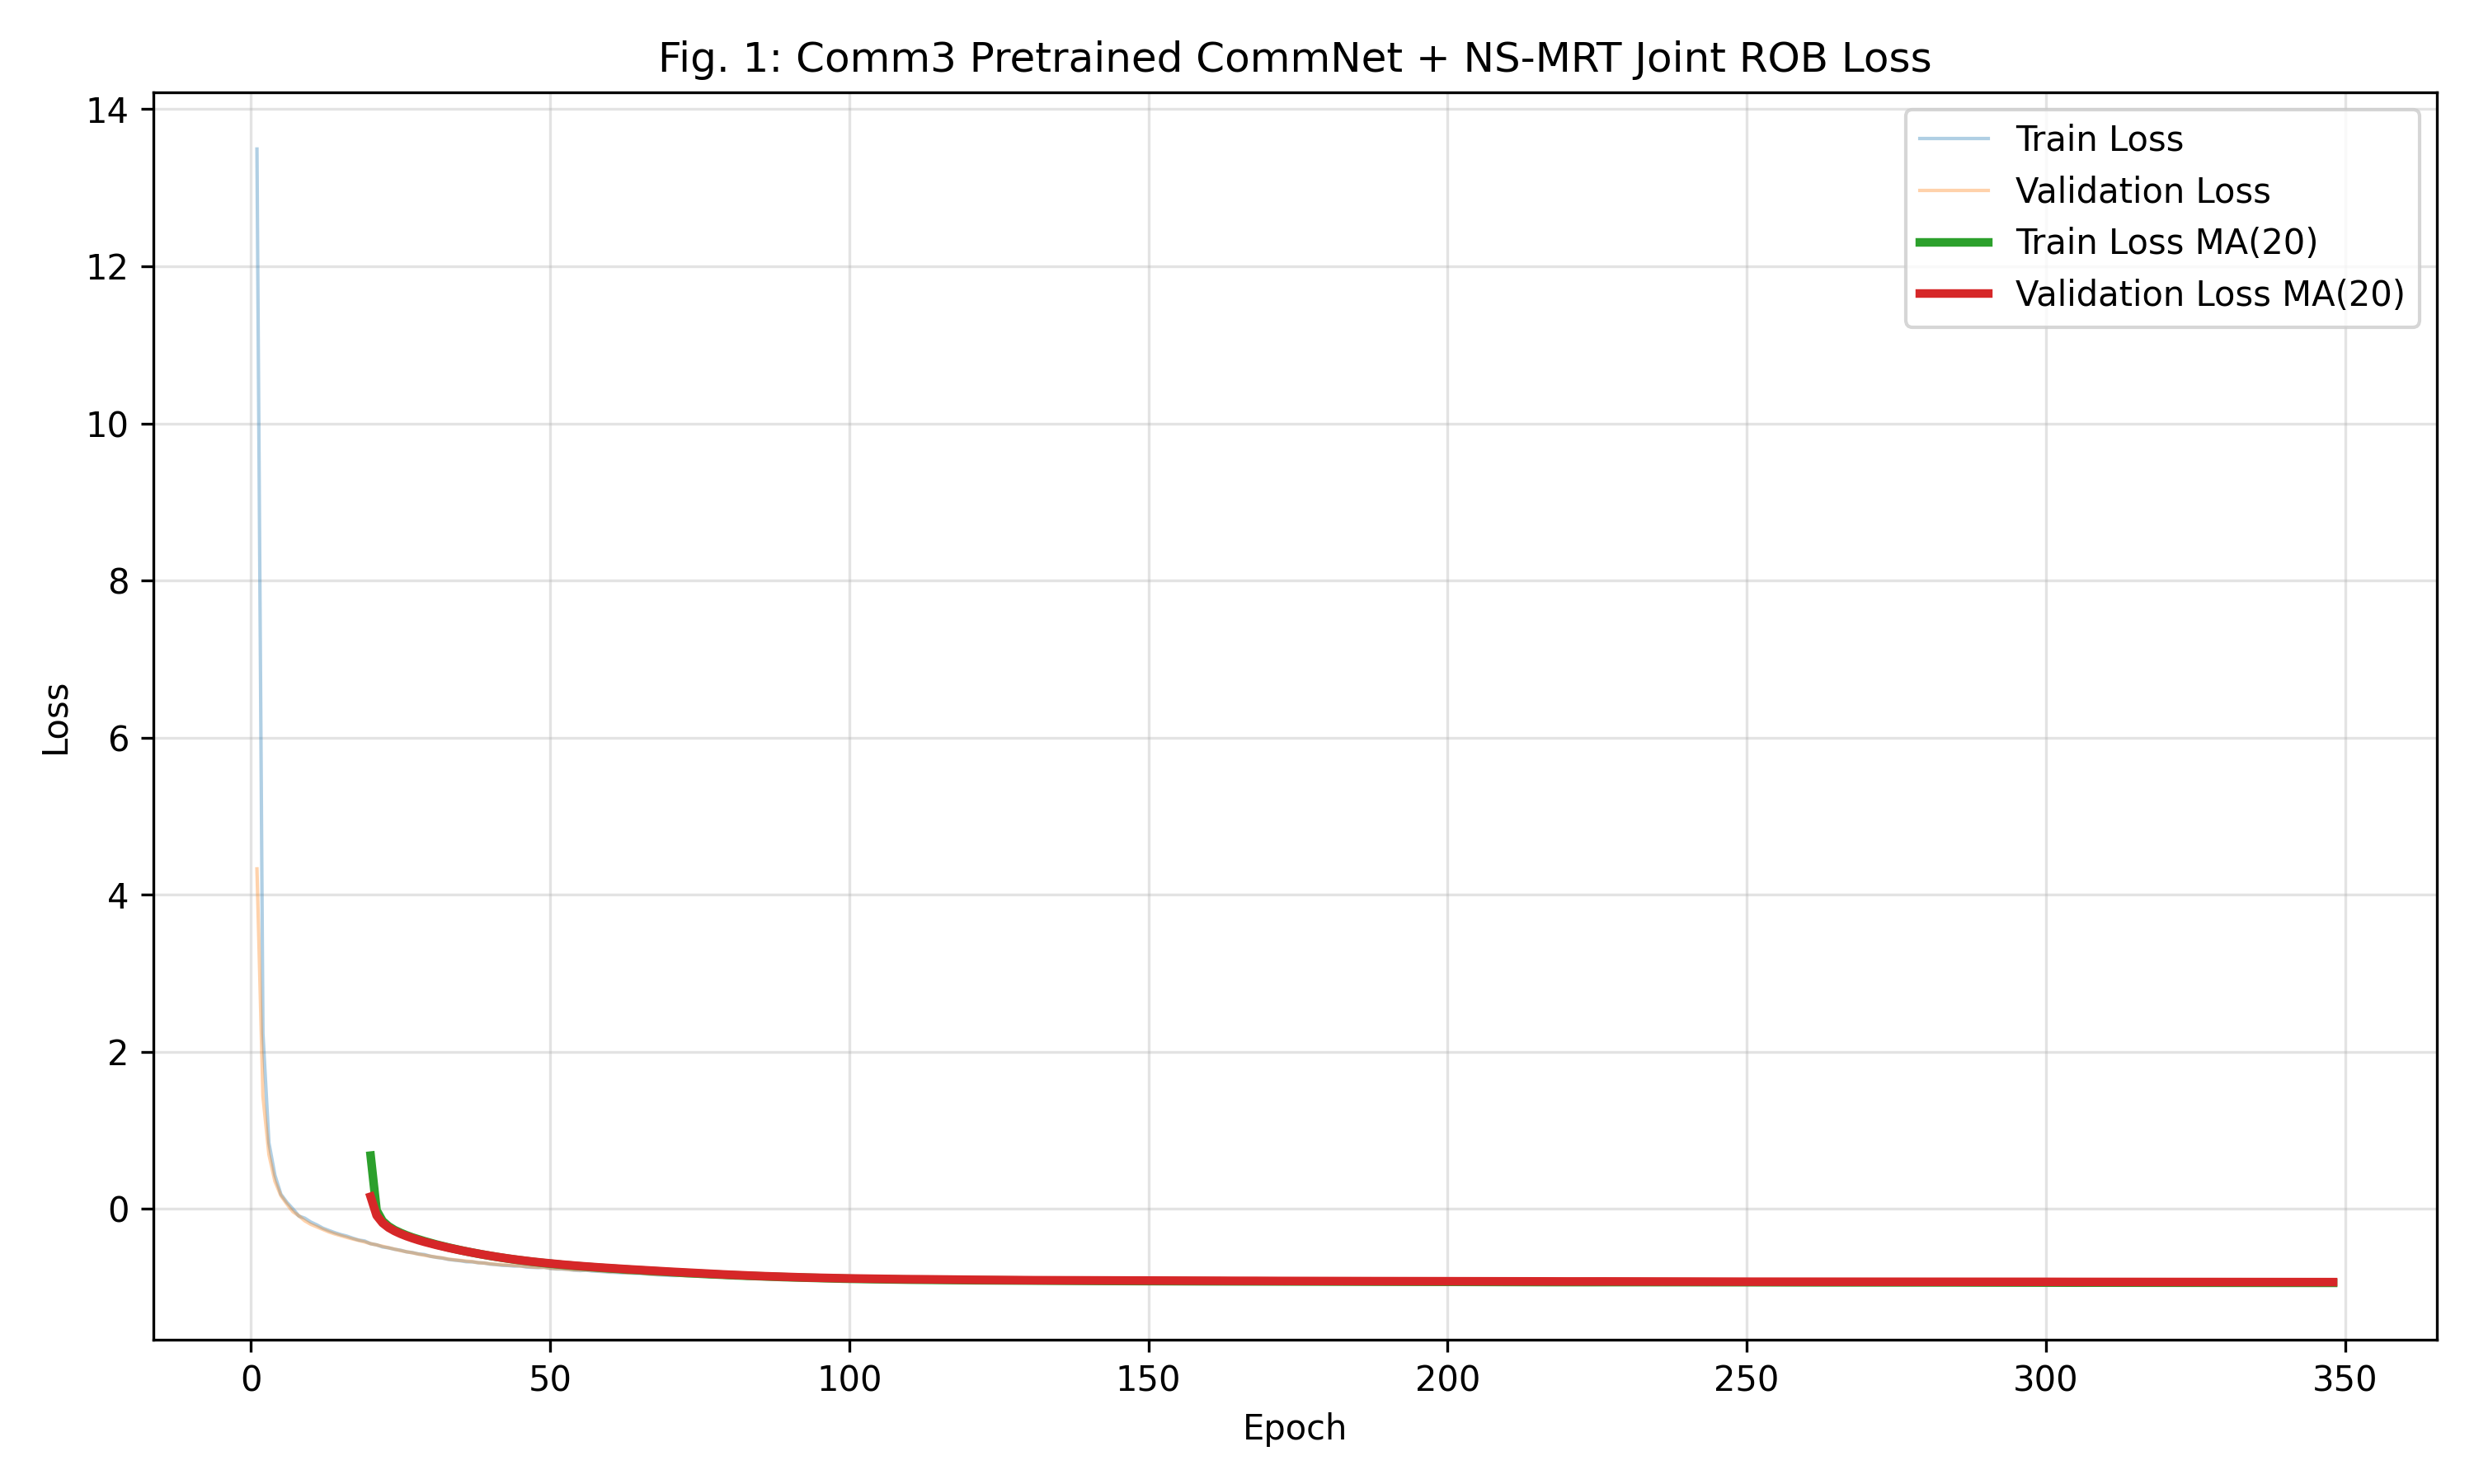 Fig. 1: Comm3 Pretrained CommNet + NS-MRT Joint ROB Loss
14
12
10
8
6
4
2
0
Loss
Train Loss
Validation Loss
Train Loss MA(20)
Validation Loss MA(20)
0 50 100 150 200 250 300 350
Epoch